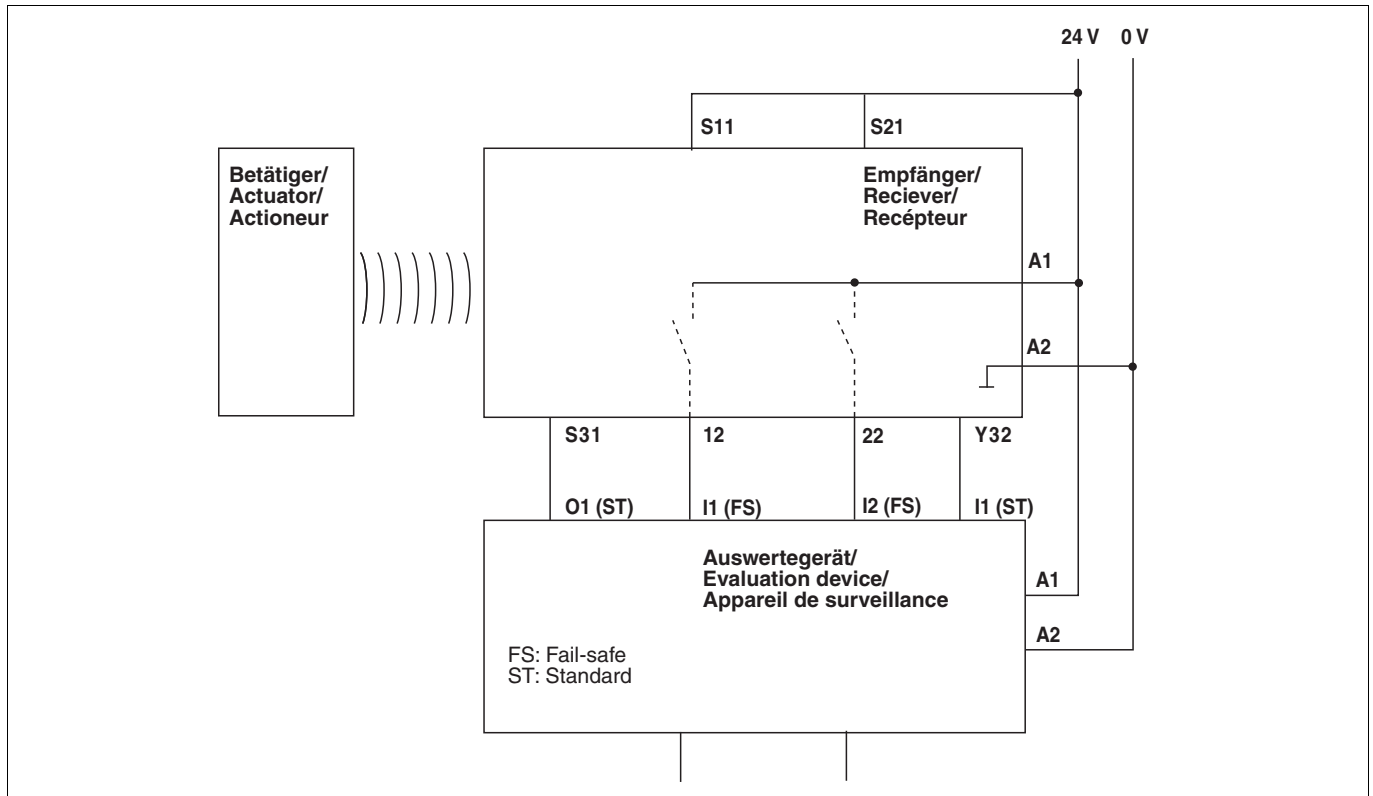 24 V 0 V
S11 S21
Betätiger/
Actuator/
Actioneur
Empfänger/
Reciever/
Recépteur
A1
A2
S31 12 22 Y32
O1 (ST) I1 (FS) I2 (FS) I1 (ST)
Auswertegerät/
Evaluation device/
Appareil de surveillance
A1
A2
FS: Fail-safe
ST: Standard